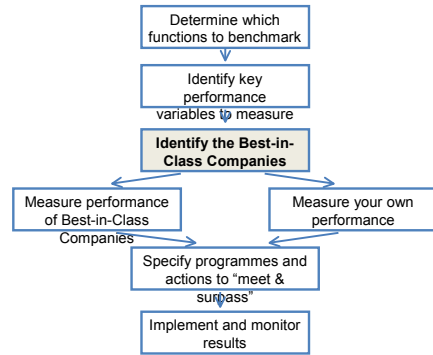 Determine which
functions to benchmark
Identify key
performance
variables to measure
Identify the Best-in-
Class Companies
Measure performance
of Best-in-Class
Companies
Measure your own
performance
Specify programmes and
actions to “meet &
surpass”
Implement and monitor
results